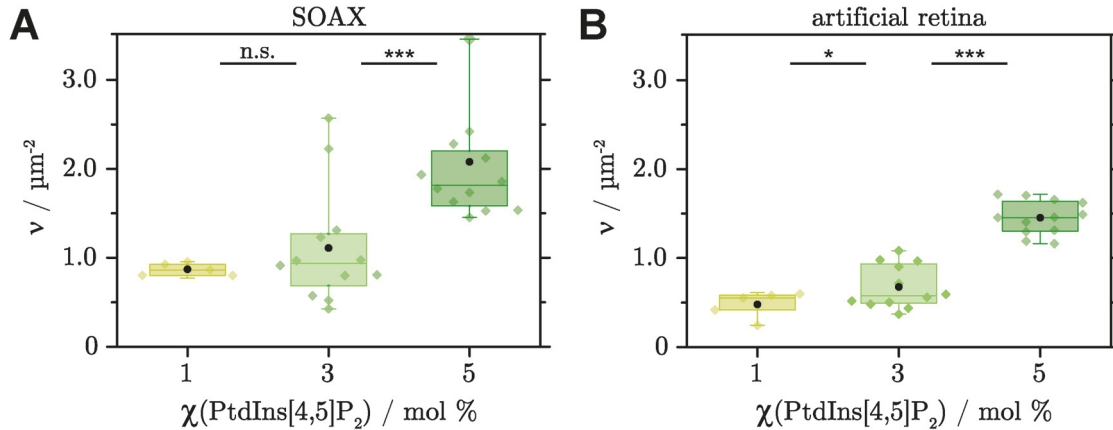 A
SOAX
n.s.
***
3.0
2.0
1.0
0
ν / µm⁻²
1
3
5
χ(PtdIns[4,5]P₂) / mol %
B
artificial retina
*
***
3.0
2.0
1.0
0
ν / µm⁻²
1
3
5
χ(PtdIns[4,5]P₂) / mol %